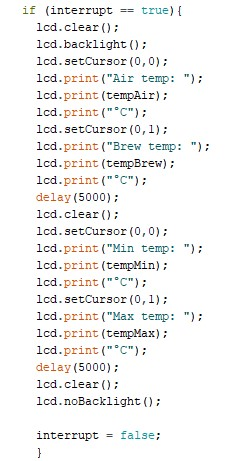 if (interrupt == true){
lcd.clear();
lcd.backlight();
lcd.setCursor(0,0);
lcd.print("Air temp: ");
lcd.print(tempAir);
lcd.print("°C");
lcd.setCursor(0,1);
lcd.print("Brew temp: ");
lcd.print(tempBrew);
lcd.print("°C");
delay(5000);
lcd.clear();
lcd.setCursor(0,0);
lcd.print("Min temp: ");
lcd.print(tempMin);
lcd.print("°C");
lcd.setCursor(0,1);
lcd.print("Max temp: ");
lcd.print(tempMax);
lcd.print("°C");
delay(5000);
lcd.clear();
lcd.noBacklight();
interrupt = false;
}